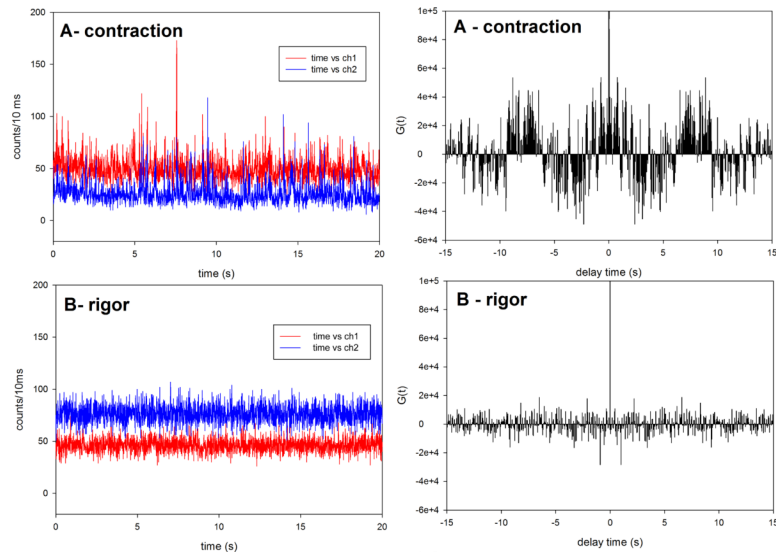 A- contraction
200
150
100
50
0
counts/10 ms
time vs ch1
time vs ch2
0
5
10
15
20
time (s)
A - contraction
1e+5
8e+4
6e+4
4e+4
2e+4
0
-2e+4
-4e+4
-6e+4
G(t)
-15
-10
-5
0
5
10
15
delay time (s)
B- rigor
200
150
100
50
0
counts/10ms
time vs ch1
time vs ch2
0
5
10
15
20
time (s)
B - rigor
1e+5
8e+4
6e+4
4e+4
2e+4
0
-2e+4
-4e+4
-6e+4
G(t)
-15
-10
-5
0
5
10
15
delay time (s)